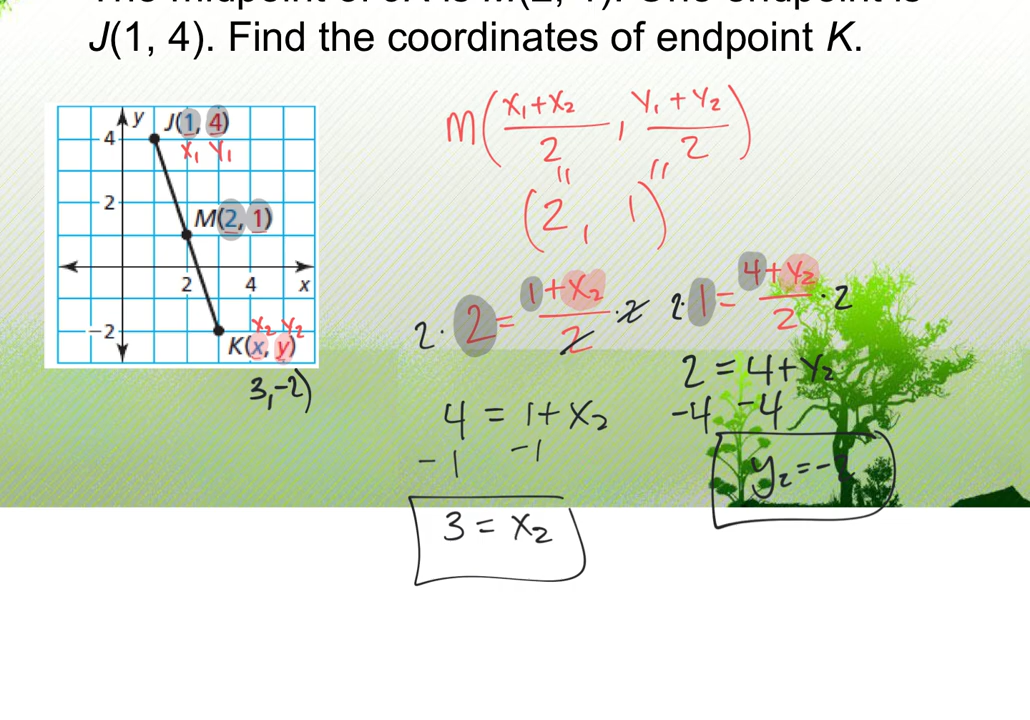 J(1, 4). Find the coordinates of endpoint K.
y
J(1, 4)
x₁ y₁
4
2
M(2, 1)
2 4 x
-2
x₂ y₂
K(x, y)
3,-2)
M(x₁+x₂/2, y₁+y₂/2)
" "
(2, 1)
2·2=1+x₂/2·2
2·1=4+y₂/2·2
4 = 1+x₂
-1 -1
3 = x₂
2 = 4+y₂
-4 -4
y₂=-2